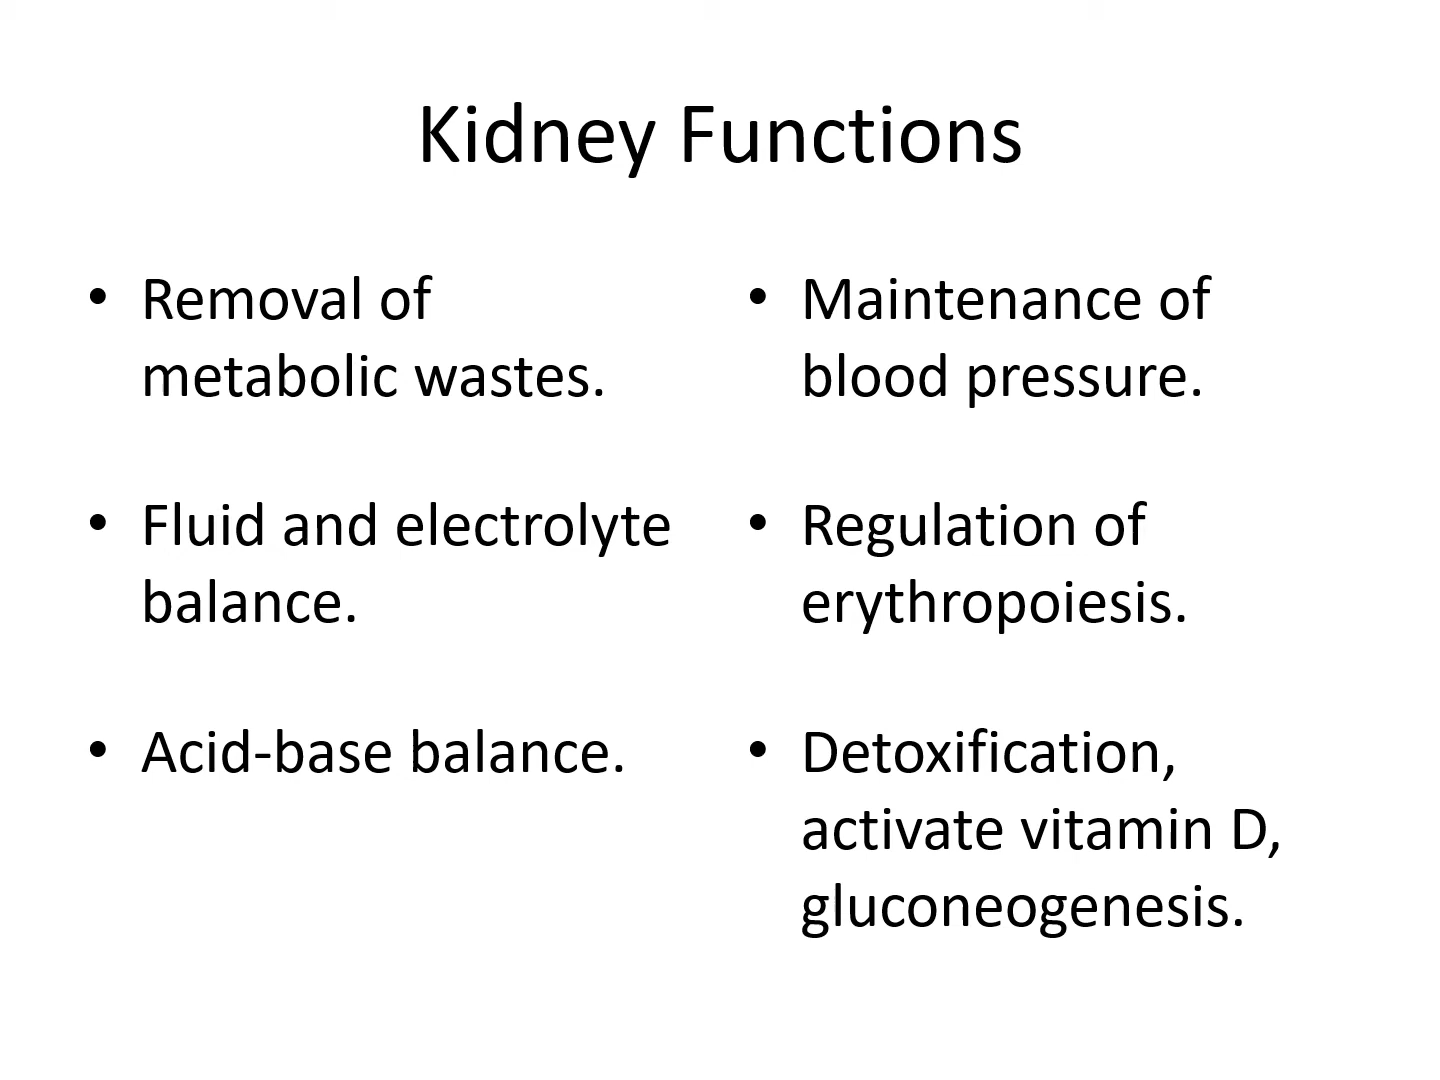 Kidney Functions
• Removal of
metabolic wastes.
• Fluid and electrolyte
balance.
• Acid-base balance.
• Maintenance of
blood pressure.
• Regulation of
erythropoiesis.
• Detoxification,
activate vitamin D,
gluconeogenesis.